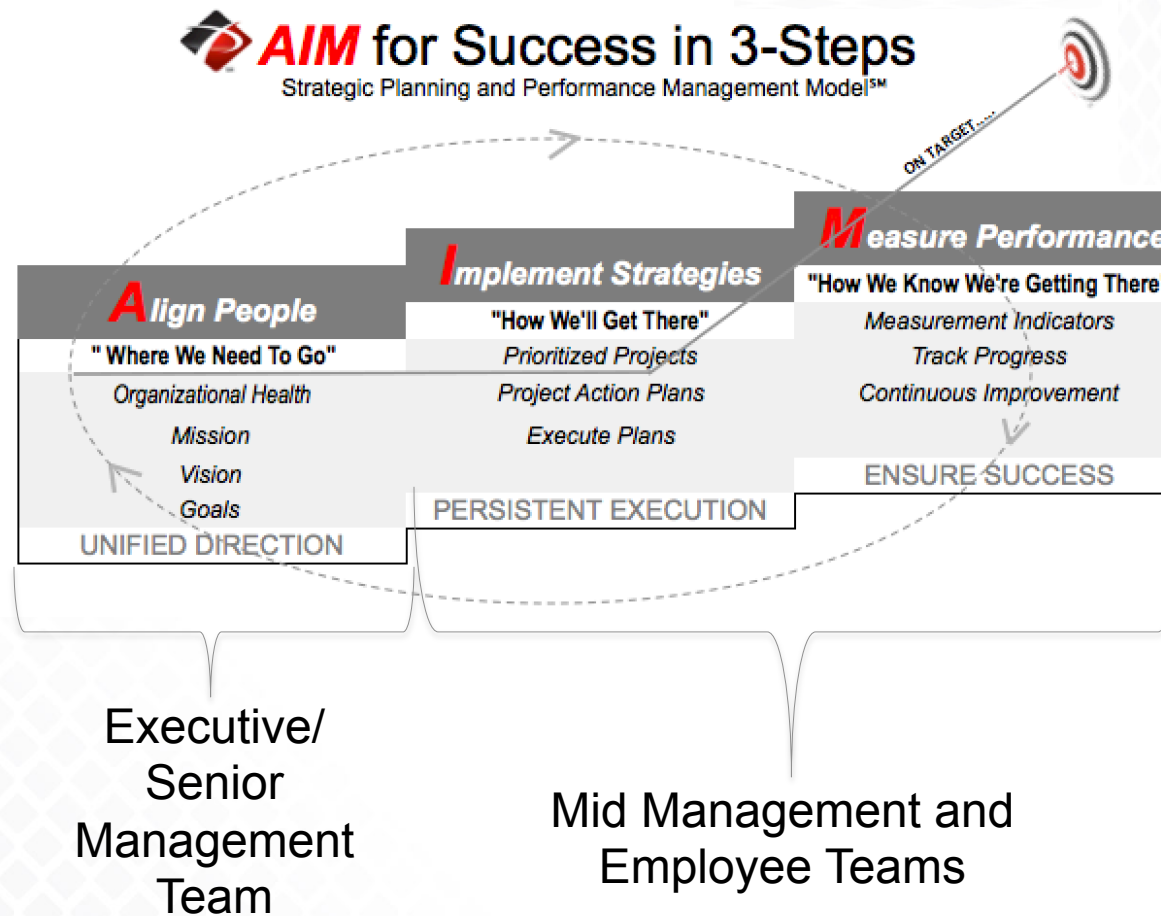 AIM for Success in 3-Steps
Strategic Planning and Performance Management Model℠
ON TARGET.....
Align People
" Where We Need To Go"
Organizational Health
Mission
Vision
Goals
UNIFIED DIRECTION
Implement Strategies
"How We'll Get There"
Prioritized Projects
Project Action Plans
Execute Plans
PERSISTENT EXECUTION
Measure Performance
"How We Know We're Getting There
Measurement Indicators
Track Progress
Continuous Improvement
ENSURE SUCCESS
Executive/
Senior
Management
Team
Mid Management and
Employee Teams